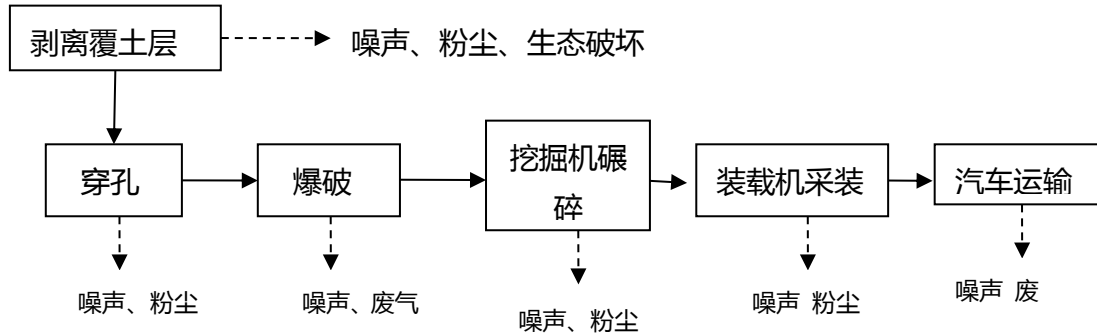 剥离覆土层
噪声、粉尘、生态破坏
穿孔
爆破
挖掘机碾
碎
装载机采装
汽车运输
噪声、粉尘
噪声、废气
噪声、粉尘
噪声 粉尘
噪声 废